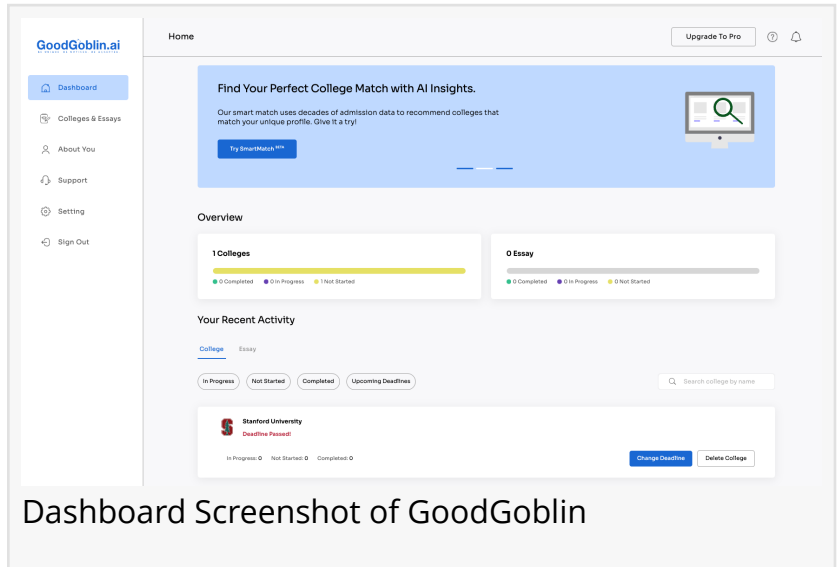 GoodGoblin.ai
Home
Upgrade To Pro
Dashboard
Colleges & Essays
About You
Support
Setting
Sign Out
Find Your Perfect College Match with AI Insights.
Our smart match uses decades of admission data to recommend colleges that
match your unique profile. Give it a try!
Try SmartMatch BETA
Overview
1 Colleges
0 Completed 0 In Progress 1 Not Started
0 Essay
0 Completed 0 In Progress 0 Not Started
Your Recent Activity
College Essay
In Progress Not Started Completed Upcoming Deadlines
Search college by name
Stanford University
Deadline Passed!
In Progress: 0 Not Started: 0 Completed: 0
Change Deadline Delete College
Dashboard Screenshot of GoodGoblin